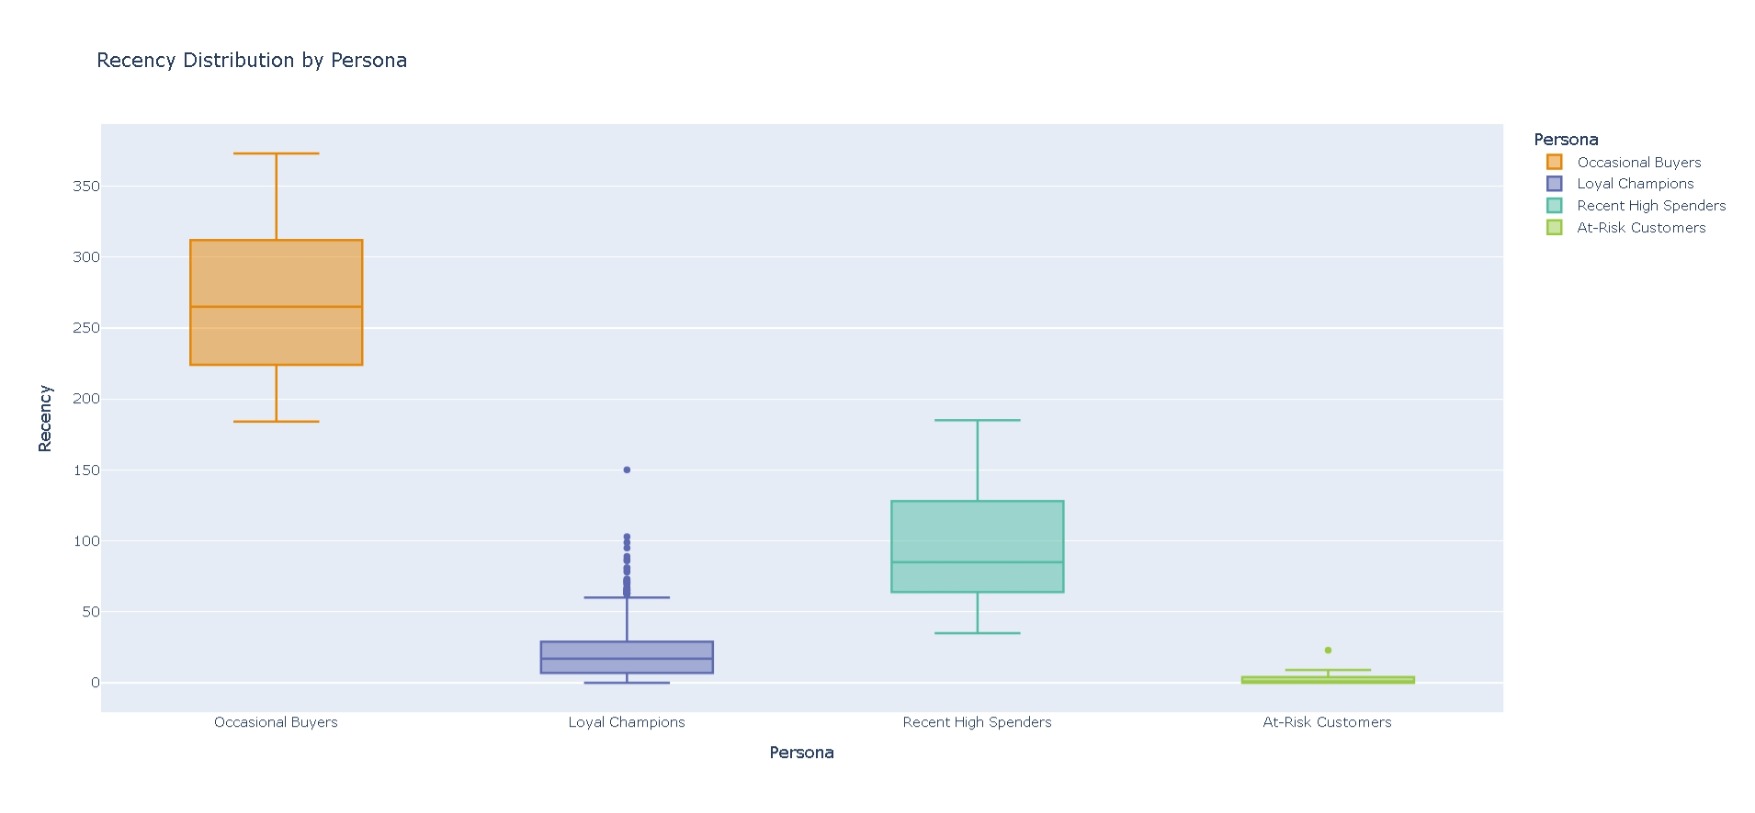 Recency Distribution by Persona
Persona
Occasional Buyers
Loyal Champions
Recent High Spenders
At-Risk Customers
350
300
250
200
150
100
50
0
Recency
Occasional Buyers
Loyal Champions
Recent High Spenders
At-Risk Customers
Persona